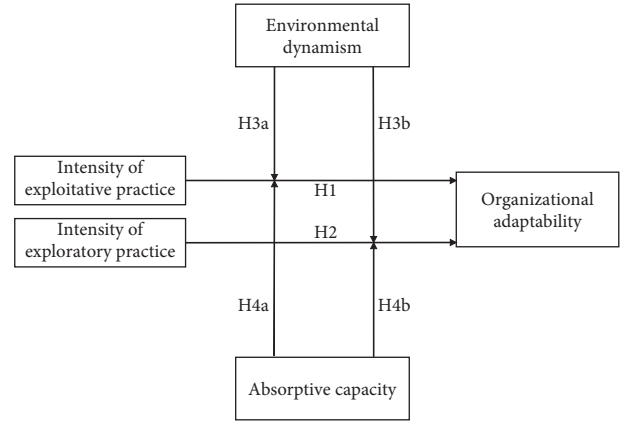 Environmental
dynamism
H3a
H3b
Intensity of
exploitative practice
H1
Organizational
adaptability
Intensity of
exploratory practice
H2
H4a
H4b
Absorptive capacity